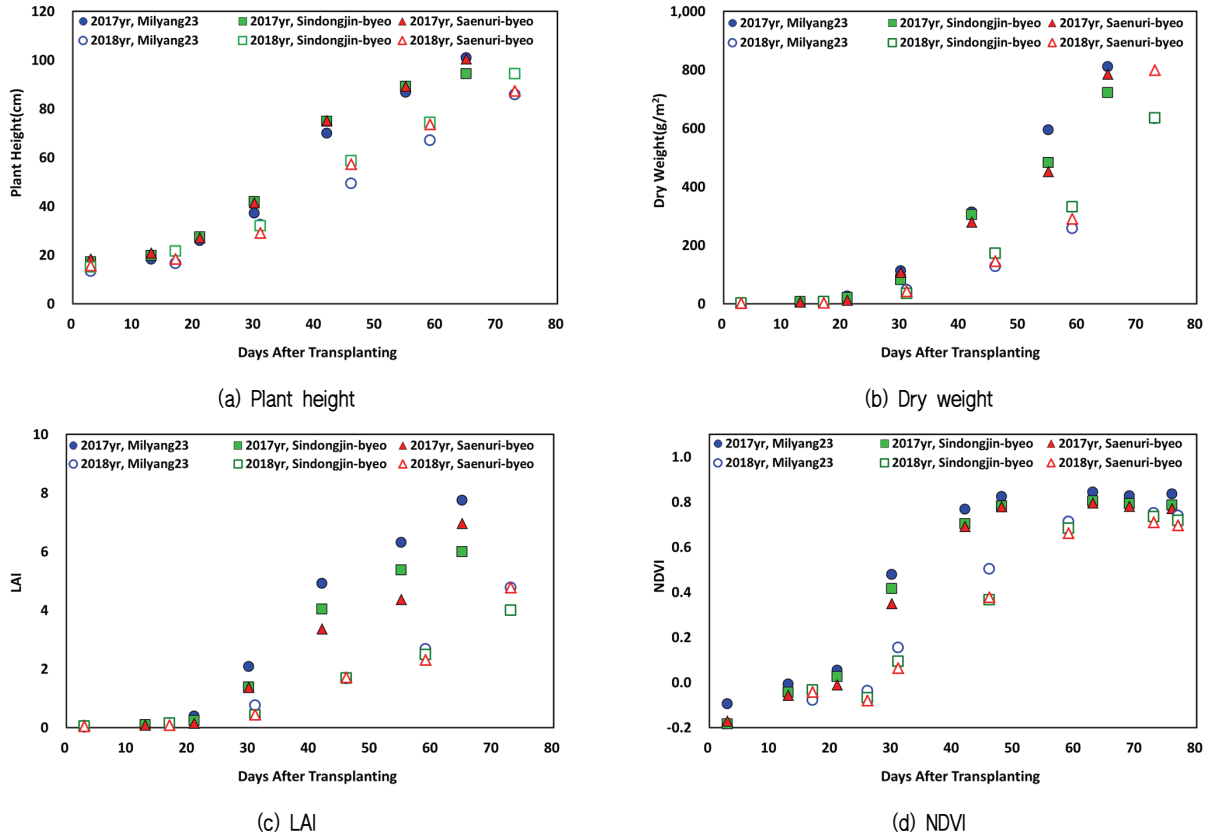 2017yr, Milyang23 2017yr, Sindongjin-byeo 2017yr, Saenuri-byeo
2018yr, Milyang23 2018yr, Sindongjin-byeo 2018yr, Saenuri-byeo
120
100
80
60
40
20
0
Plant Height(cm)
0 10 20 30 40 50 60 70 80
Days After Transplanting
(a) Plant height
2017yr, Milyang23 2017yr, Sindongjin-byeo 2017yr, Saenuri-byeo
2018yr, Milyang23 2018yr, Sindongjin-byeo 2018yr, Saenuri-byeo
1,000
800
600
400
200
0
Dry Weight(g/m²)
0 10 20 30 40 50 60 70 80
Days After Transplanting
(b) Dry weight
2017yr, Milyang23 2017yr, Sindongjin-byeo 2017yr, Saenuri-byeo
2018yr, Milyang23 2018yr, Sindongjin-byeo 2018yr, Saenuri-byeo
10
8
6
4
2
0
LAI
0 10 20 30 40 50 60 70 80
Days After Transplanting
(c) LAI
2017yr, Milyang23 2017yr, Sindongjin-byeo 2017yr, Saenuri-byeo
2018yr, Milyang23 2018yr, Sindongjin-byeo 2018yr, Saenuri-byeo
1.0
0.8
0.6
0.4
0.2
0.0
-0.2
NDVI
0 10 20 30 40 50 60 70 80
Days After Transplanting
(d) NDVI